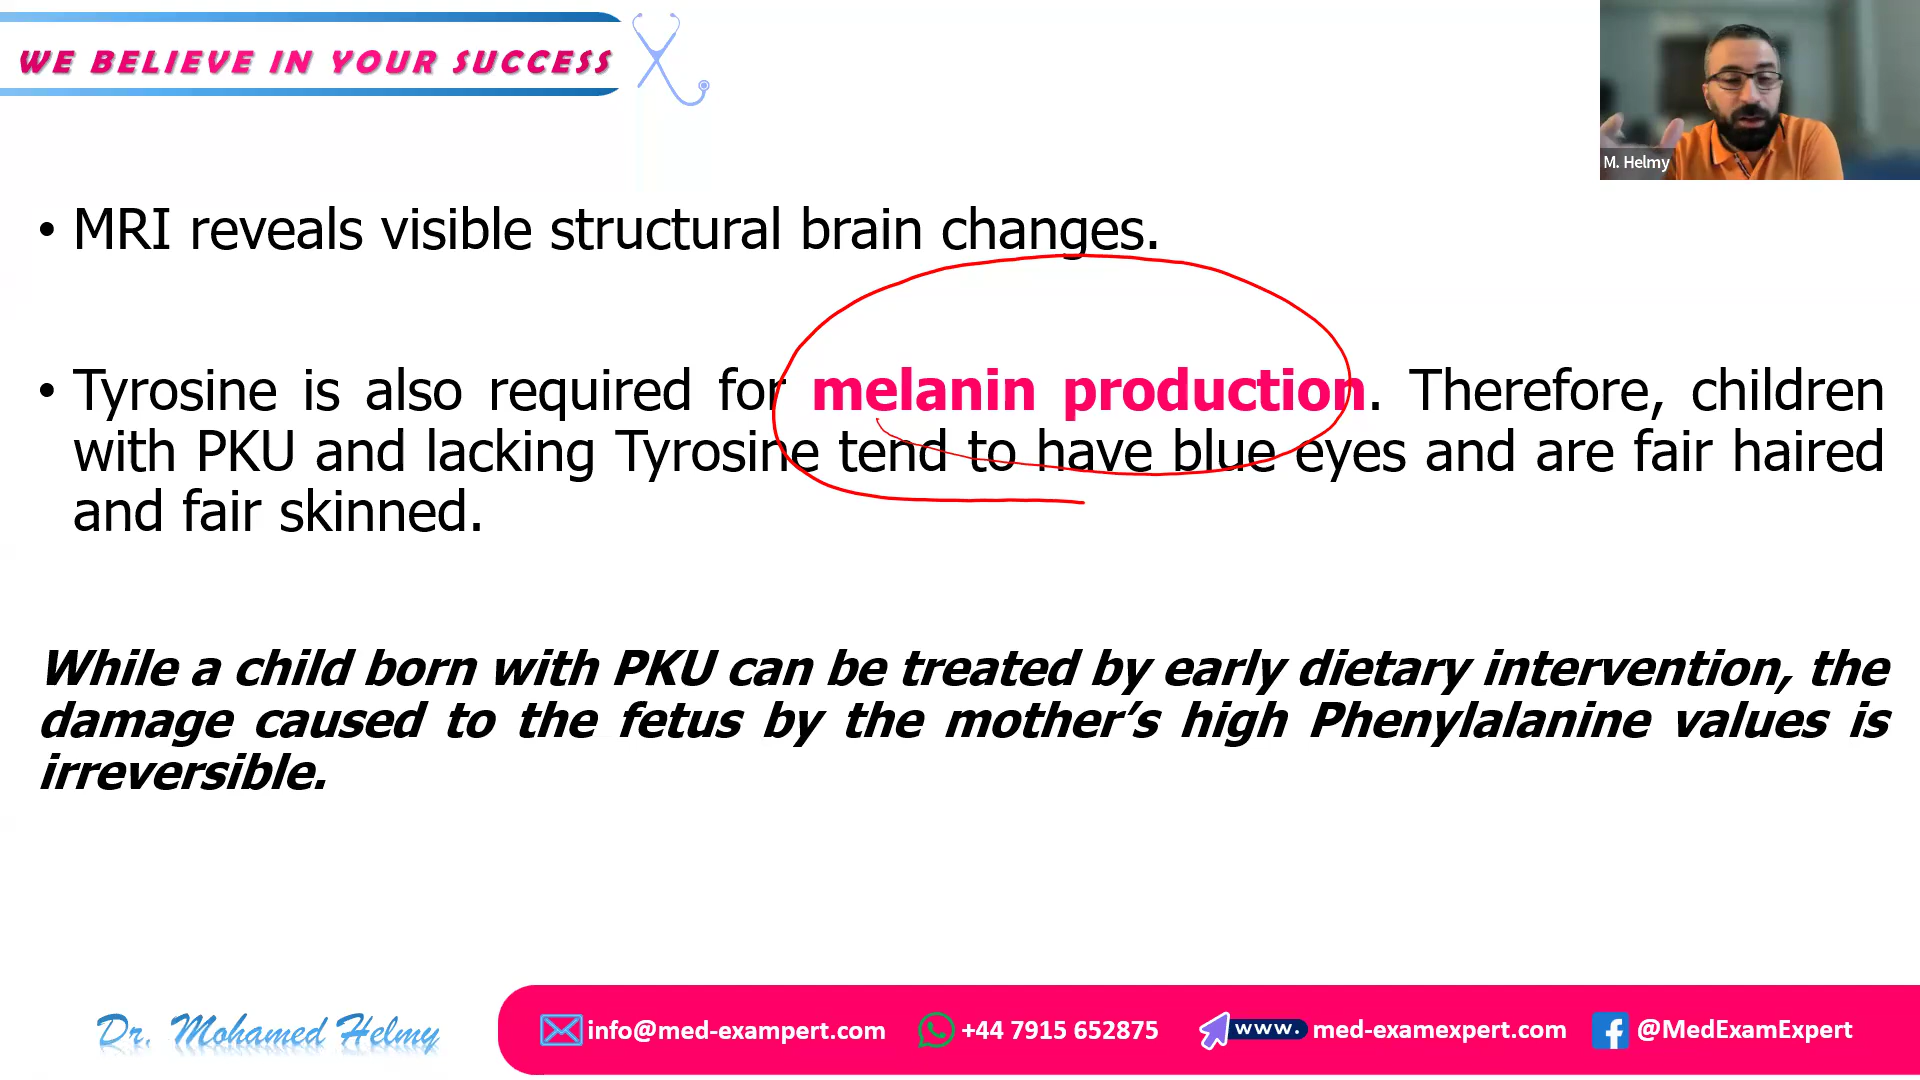 WE BELIEVE IN YOUR SUCCESS
M. Helmy
• MRI reveals visible structural brain changes.
• Tyrosine is also required for melanin production. Therefore, children
with PKU and lacking Tyrosine tend to have blue eyes and are fair haired
and fair skinned.
While a child born with PKU can be treated by early dietary intervention, the
damage caused to the fetus by the mother’s high Phenylalanine values is
irreversible.
Dr. Mohamed Helmy
info@med-exampert.com
+44 7915 652875
www. med-examexpert.com
@MedExamExpert